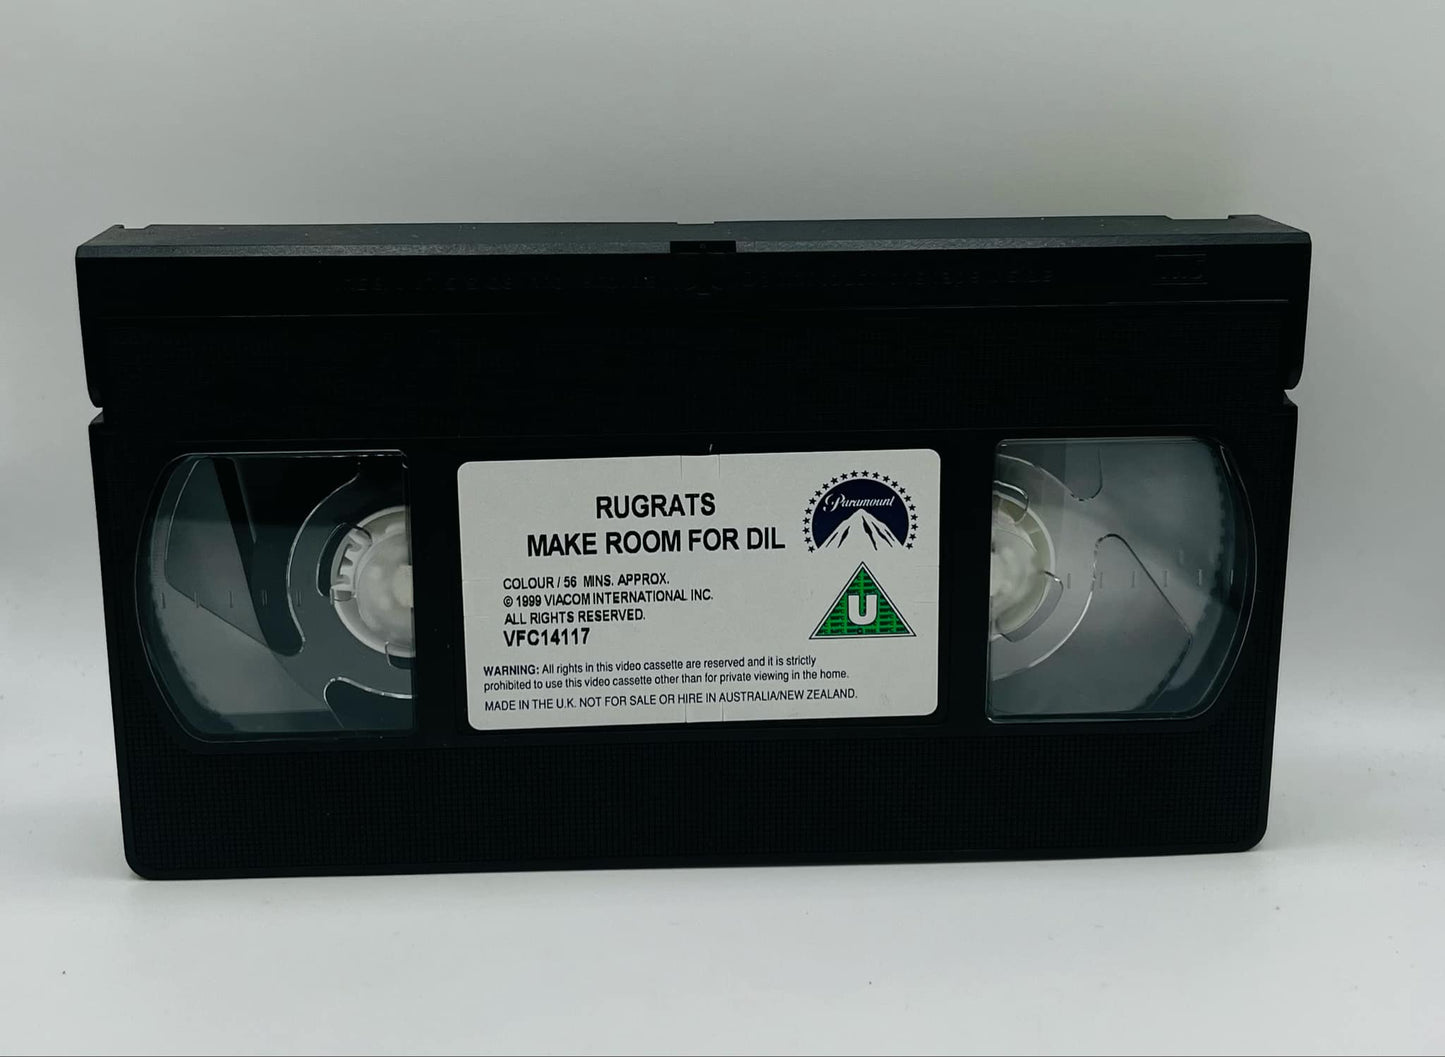 RUGRATS
MAKE ROOM FOR DIL
Paramount
COLOUR / 56 MINS. APPROX.
© 1999 VIACOM INTERNATIONAL INC.
ALL RIGHTS RESERVED.
VFC14117
U
WARNING: All rights in this video cassette are reserved and it is strictly
prohibited to use this video cassette other than for private viewing in the home.
MADE IN THE U.K. NOT FOR SALE OR HIRE IN AUSTRALIA/NEW ZEALAND.